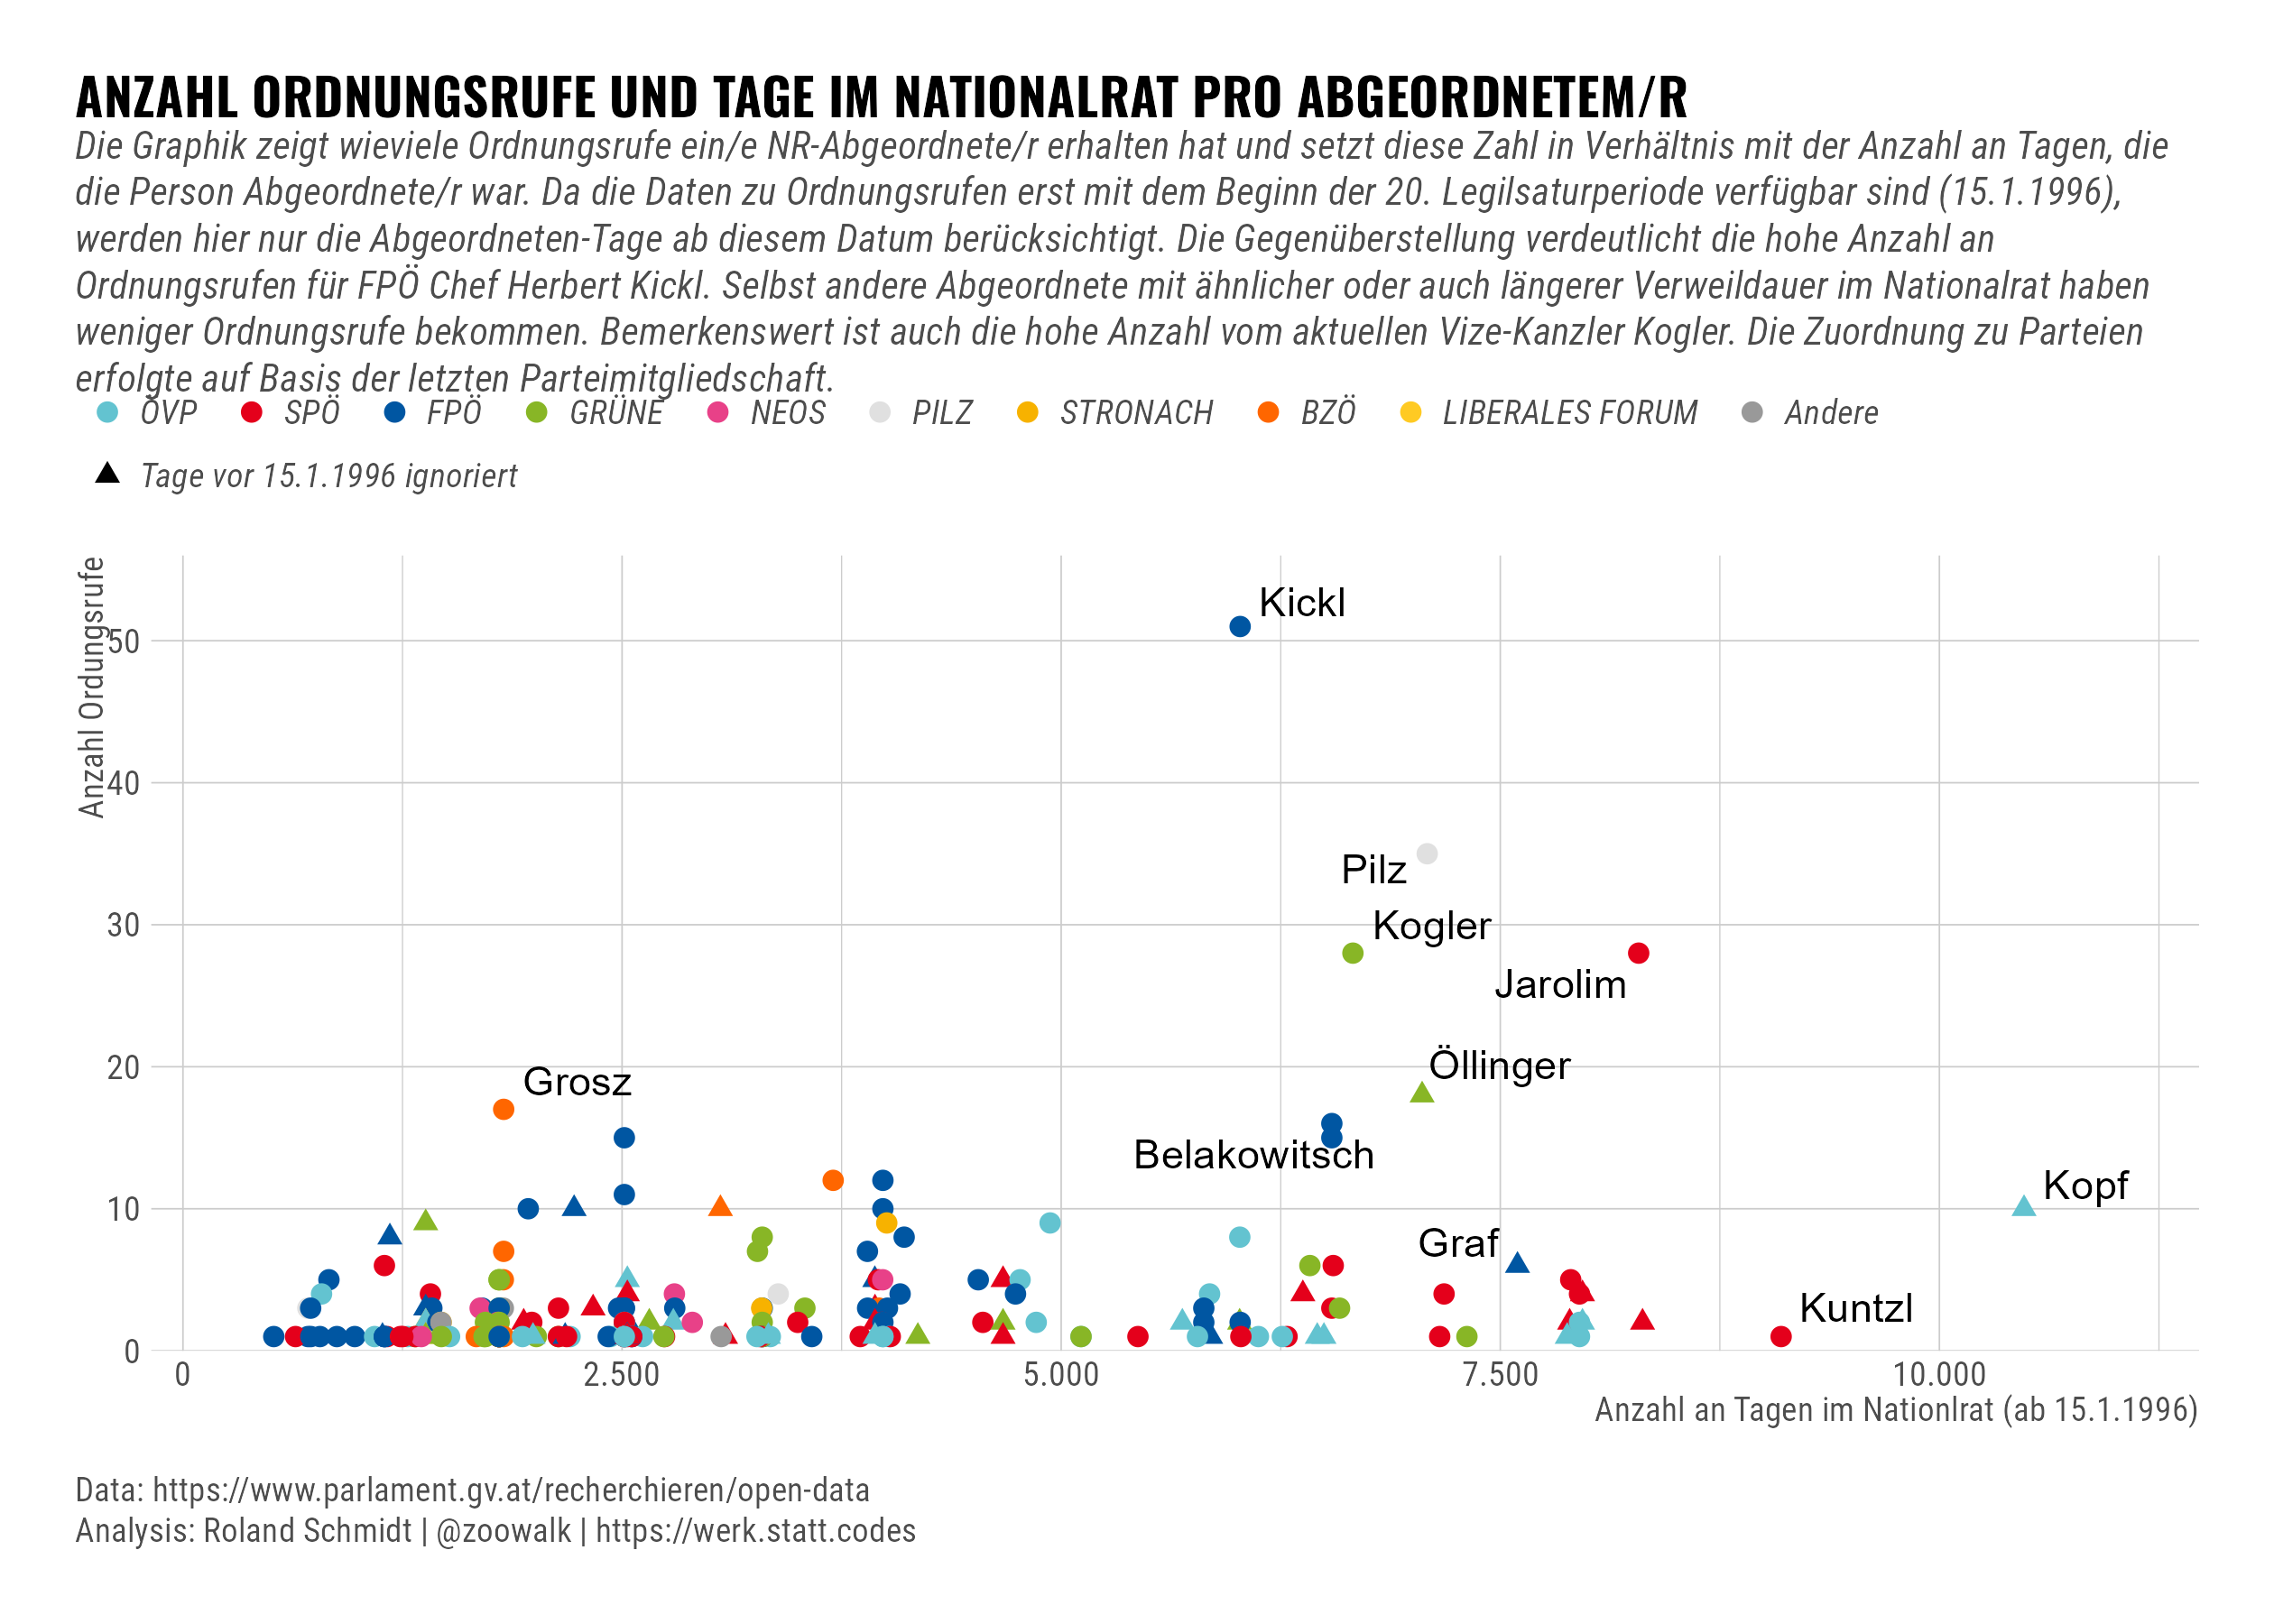 ANZAHL ORDNUNGSRUFE UND TAGE IM NATIONALRAT PRO ABGEORDNETEM/R
Die Graphik zeigt wieviele Ordnungsrufe ein/e NR-Abgeordnete/r erhalten hat und setzt diese Zahl in Verhältnis mit der Anzahl an Tagen, die
die Person Abgeordnete/r war. Da die Daten zu Ordnungsrufen erst mit dem Beginn der 20. Legilsaturperiode verfügbar sind (15.1.1996),
werden hier nur die Abgeordneten-Tage ab diesem Datum berücksichtigt. Die Gegenüberstellung verdeutlicht die hohe Anzahl an
Ordnungsrufen für FPÖ Chef Herbert Kickl. Selbst andere Abgeordnete mit ähnlicher oder auch längerer Verweildauer im Nationalrat haben
weniger Ordnungsrufe bekommen. Bemerkenswert ist auch die hohe Anzahl vom aktuellen Vize-Kanzler Kogler. Die Zuordnung zu Parteien
erfolgte auf Basis der letzten Parteimitgliedschaft.
ÖVP SPÖ FPÖ GRÜNE NEOS PILZ STRONACH BZÖ LIBERALES FORUM Andere
Tage vor 15.1.1996 ignoriert
Anzahl Ordungsrufe
Kickl
50
40
Pilz
Kogler
30
Jarolim
Öllinger
20
Grosz
Belakowitsch
Kopf
10
Graf
Kuntzl
0
0 2.500 5.000 7.500 10.000
Anzahl an Tagen im Nationlrat (ab 15.1.1996)
Data: https://www.parlament.gv.at/recherchieren/open-data
Analysis: Roland Schmidt | @zoowalk | https://werk.statt.codes